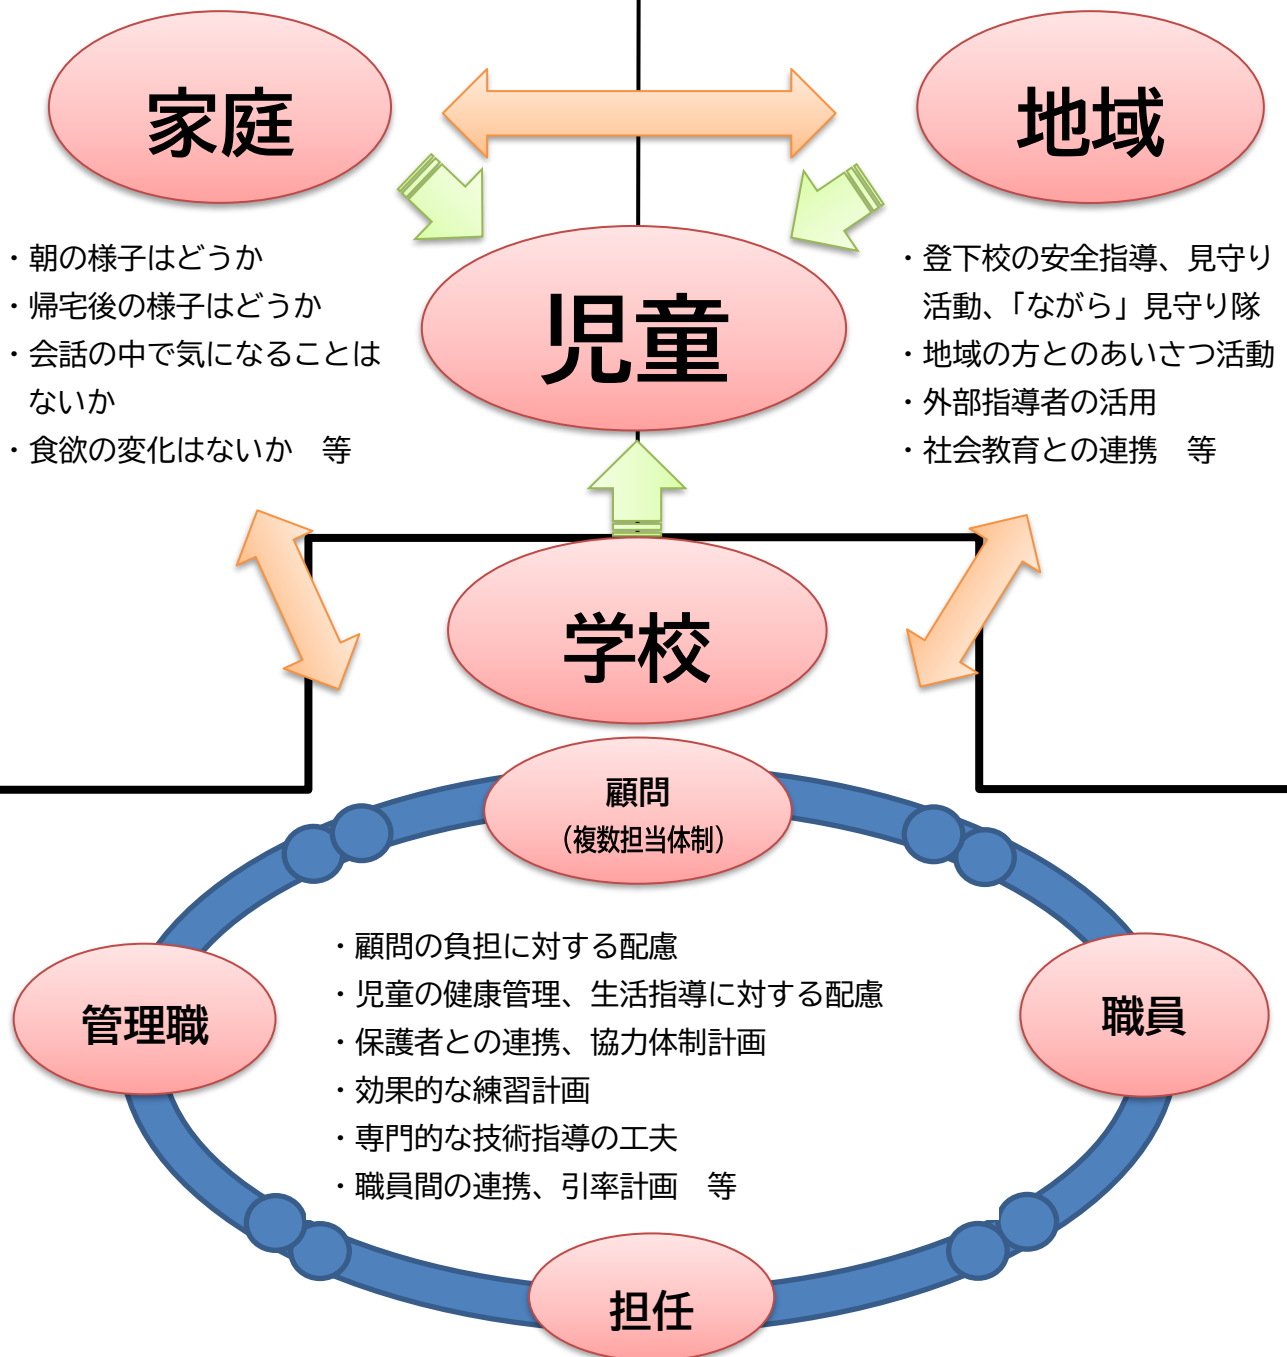 家庭
地域
・朝の様子はどうか
・帰宅後の様子はどうか
・会話の中で気になることは
ないか
・食欲の変化はないか　等
児童
・登下校の安全指導、見守り
活動、「ながら」見守り隊
・地域の方とのあいさつ活動
・外部指導者の活用
・社会教育との連携　等
学校
顧問
（複数担当体制）
管理職
職員
・顧問の負担に対する配慮
・児童の健康管理、生活指導に対する配慮
・保護者との連携、協力体制計画
・効果的な練習計画
・専門的な技術指導の工夫
・職員間の連携、引率計画　等
担任